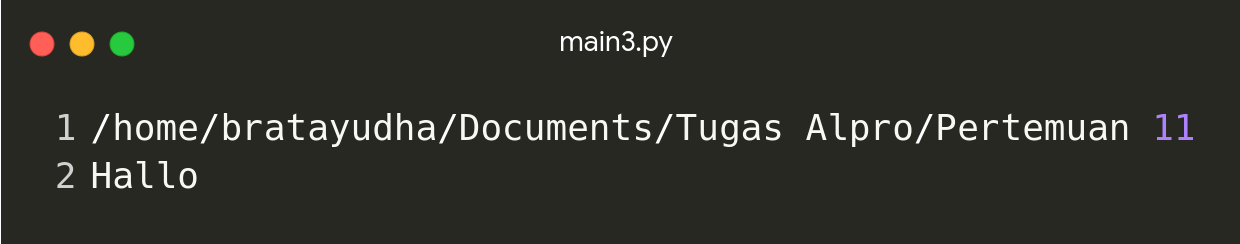 main3.py
1 /home/bratayudha/Documents/Tugas Alpro/Pertemuan 11
2 Hallo